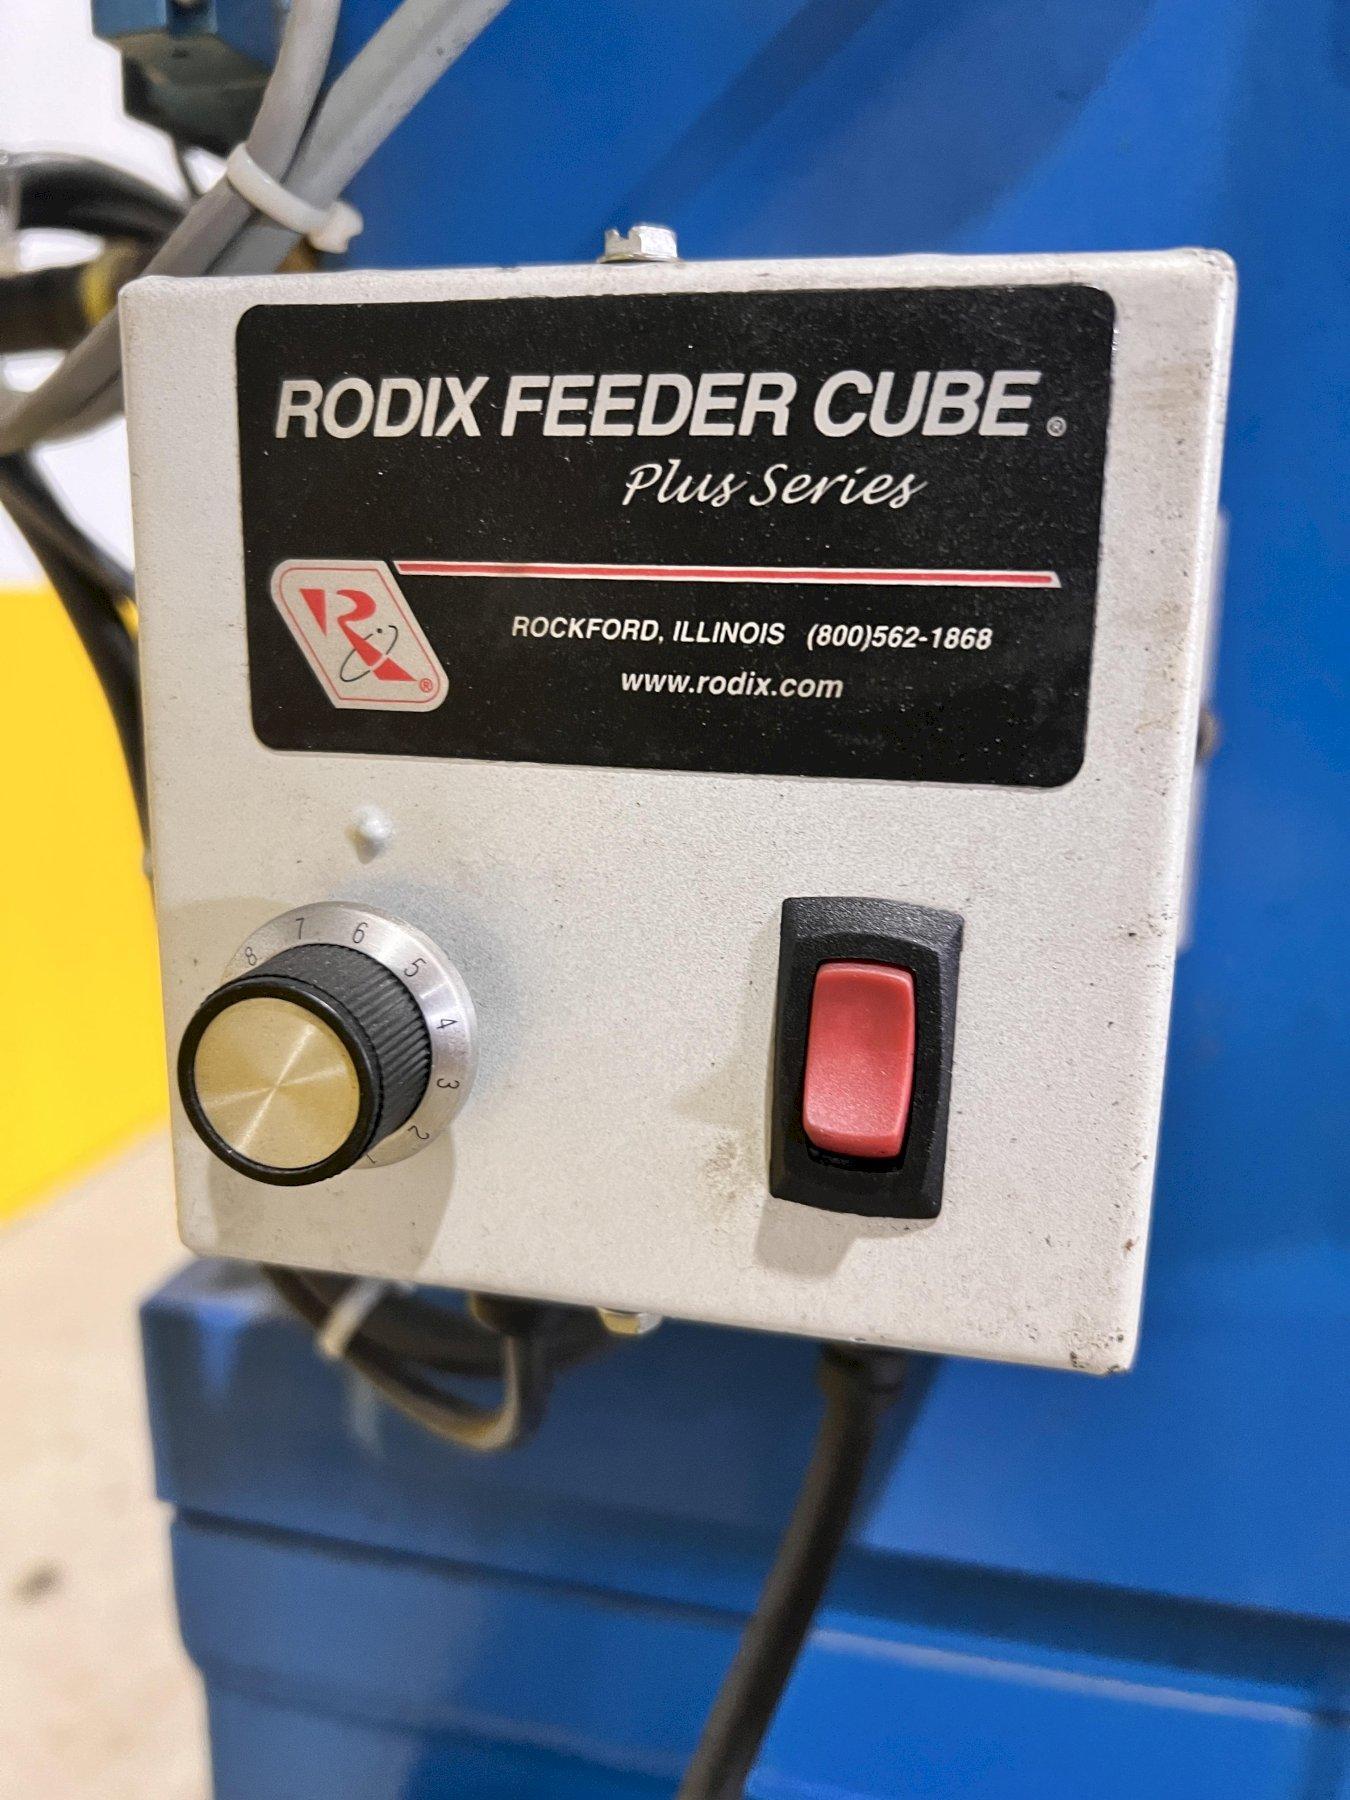 RODIX FEEDER CUBE ®
Plus Series
R ®
ROCKFORD, ILLINOIS (800)562-1868
www.rodix.com
8 7 6 5 4 3 2 1